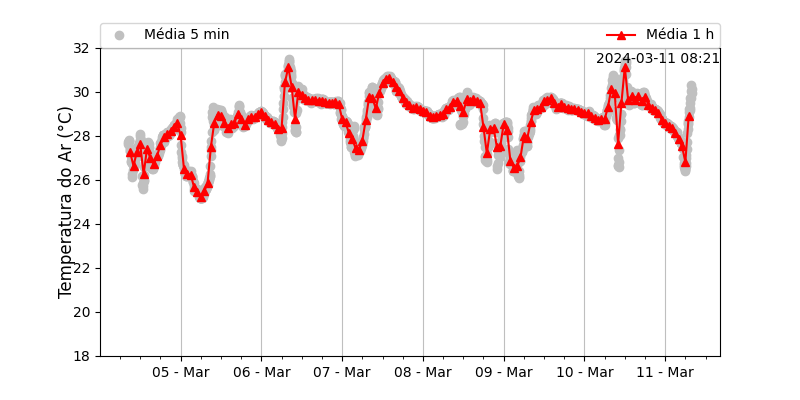 Média 5 min
Média 1 h
2024-03-11 08:21
Temperatura do Ar (°C)
32
30
28
26
24
22
20
18
05 - Mar
06 - Mar
07 - Mar
08 - Mar
09 - Mar
10 - Mar
11 - Mar